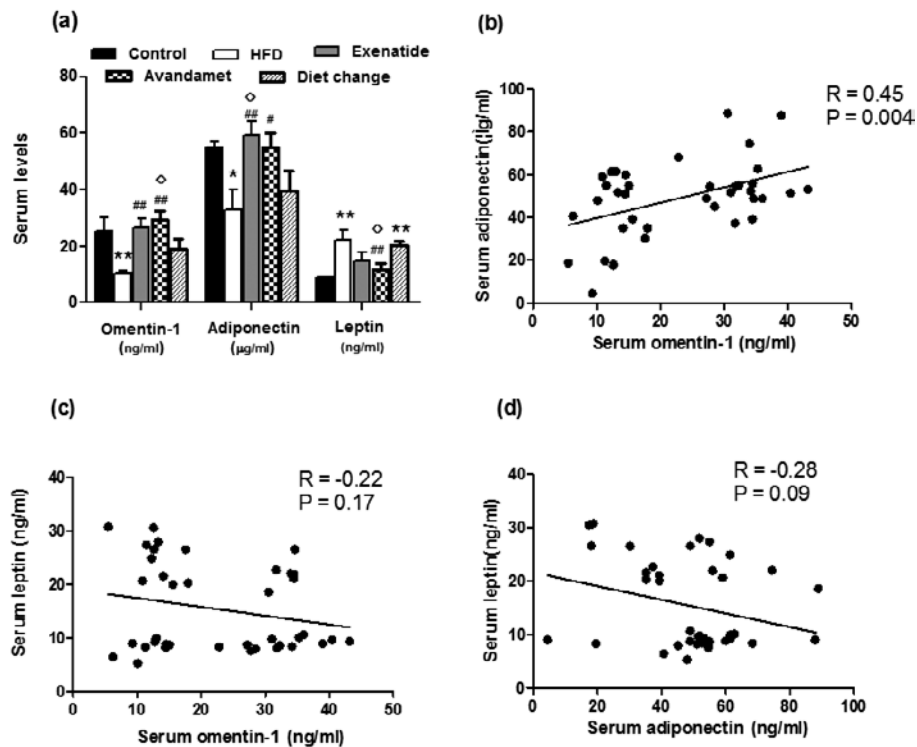 (a)
Control HFD Exenatide
Avandamet Diet change
Serum levels
80
60
40
20
0
** ## ◇ ##
* ◇ ## #
** ◇ ## **
Omentin-1 Adiponectin Leptin
(ng/ml) (µg/ml) (ng/ml)
(b)
R = 0.45
P = 0.004
Serum adiponectin(¦Ìg/ml)
100
80
60
40
20
0
0 10 20 30 40 50
Serum omentin-1 (ng/ml)
(c)
R = -0.22
P = 0.17
Serum leptin (ng/ml)
40
30
20
10
0
0 10 20 30 40 50
Serum omentin-1 (ng/ml)
(d)
R = -0.28
P = 0.09
Serum leptin(ng/ml)
40
30
20
10
0
0 20 40 60 80 100
Serum adiponectin (ng/ml)